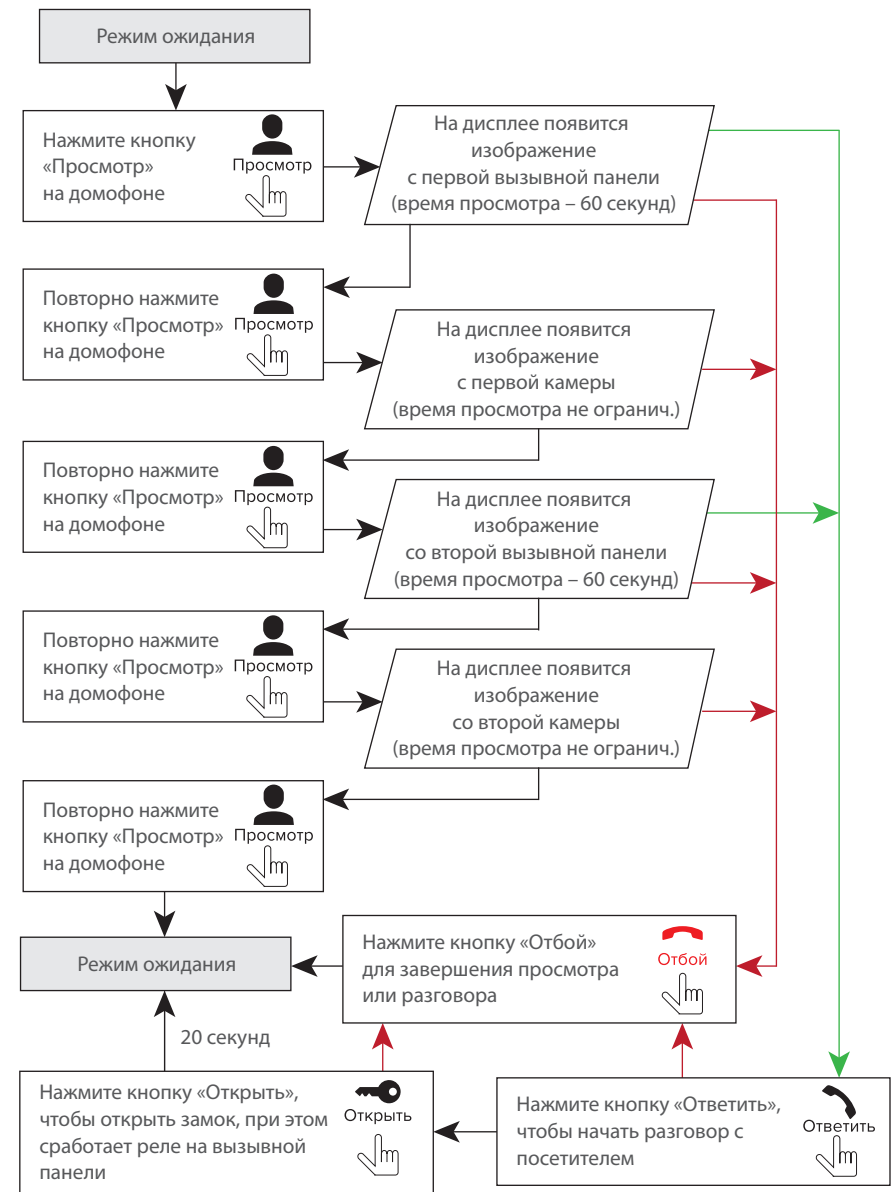 Режим ожидания
Нажмите кнопку
«Просмотр»
на домофоне
Просмотр
На дисплее появится
изображение
с первой вызывной панели
(время просмотра – 60 секунд)
Повторно нажмите
кнопку «Просмотр»
на домофоне
Просмотр
На дисплее появится
изображение
с первой камеры
(время просмотра не огранич.)
Повторно нажмите
кнопку «Просмотр»
на домофоне
Просмотр
На дисплее появится
изображение
со второй вызывной панели
(время просмотра – 60 секунд)
Повторно нажмите
кнопку «Просмотр»
на домофоне
Просмотр
На дисплее появится
изображение
со второй камеры
(время просмотра не огранич.)
Повторно нажмите
кнопку «Просмотр»
на домофоне
Просмотр
Режим ожидания
Нажмите кнопку «Отбой»
для завершения просмотра
или разговора
Отбой
20 секунд
Нажмите кнопку «Открыть»,
чтобы открыть замок, при этом
сработает реле на вызывной
панели
Открыть
Нажмите кнопку «Ответить»,
чтобы начать разговор с
посетителем
Ответить